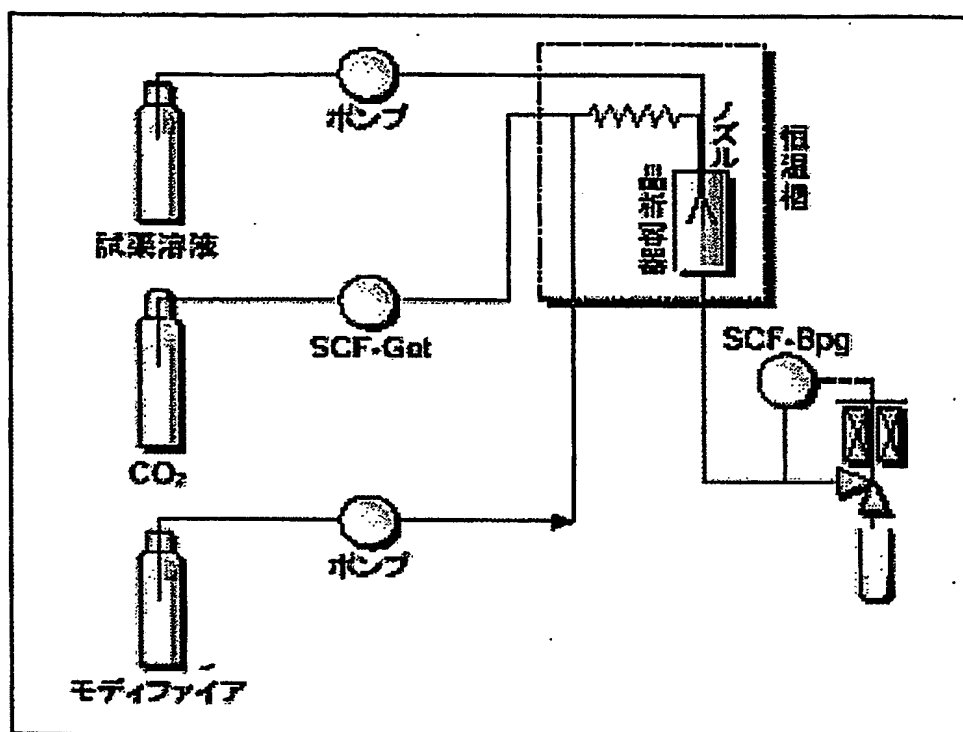 ポンプ
試薬溶液
ノズル
晶析容器
恒温槽
SCF-Get
SCF-Bpg
CO₂
ポンプ
モディファイア